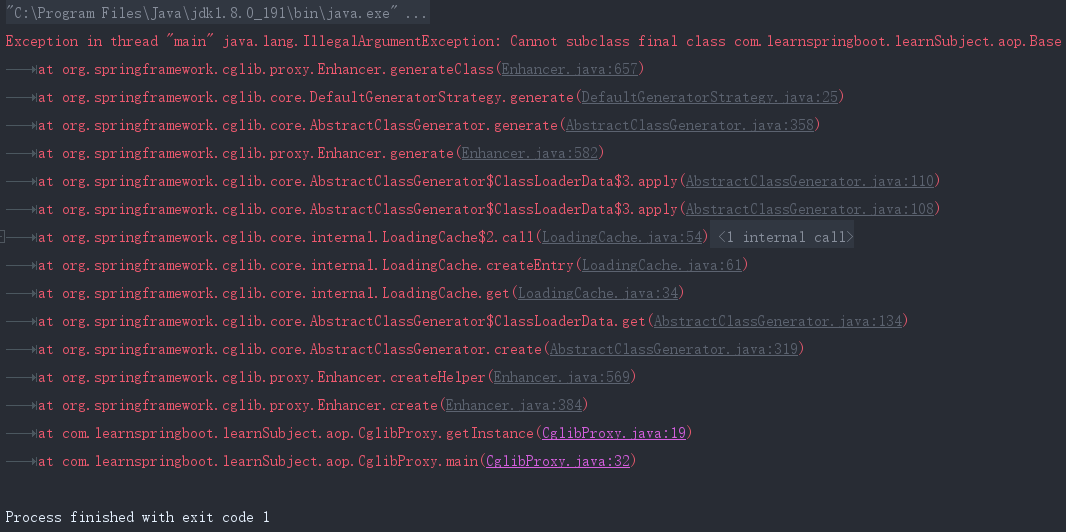 "C:\Program Files\Java\jdk1.8.0_191\bin\java.exe" ...
Exception in thread "main" java.lang.IllegalArgumentException: Cannot subclass final class com.learnspringboot.learnSubject.aop.Base
at org.springframework.cglib.proxy.Enhancer.generateClass(Enhancer.java:657)
at org.springframework.cglib.core.DefaultGeneratorStrategy.generate(DefaultGeneratorStrategy.java:25)
at org.springframework.cglib.core.AbstractClassGenerator.generate(AbstractClassGenerator.java:358)
at org.springframework.cglib.proxy.Enhancer.generate(Enhancer.java:582)
at org.springframework.cglib.core.AbstractClassGenerator$ClassLoaderData$3.apply(AbstractClassGenerator.java:110)
at org.springframework.cglib.core.AbstractClassGenerator$ClassLoaderData$3.apply(AbstractClassGenerator.java:108)
at org.springframework.cglib.core.internal.LoadingCache$2.call(LoadingCache.java:54) <1 internal call>
at org.springframework.cglib.core.internal.LoadingCache.createEntry(LoadingCache.java:61)
at org.springframework.cglib.core.internal.LoadingCache.get(LoadingCache.java:34)
at org.springframework.cglib.core.AbstractClassGenerator$ClassLoaderData.get(AbstractClassGenerator.java:134)
at org.springframework.cglib.core.AbstractClassGenerator.create(AbstractClassGenerator.java:319)
at org.springframework.cglib.proxy.Enhancer.createHelper(Enhancer.java:569)
at org.springframework.cglib.proxy.Enhancer.create(Enhancer.java:384)
at com.learnspringboot.learnSubject.aop.CglibProxy.getInstance(CglibProxy.java:19)
at com.learnspringboot.learnSubject.aop.CglibProxy.main(CglibProxy.java:32)
Process finished with exit code 1